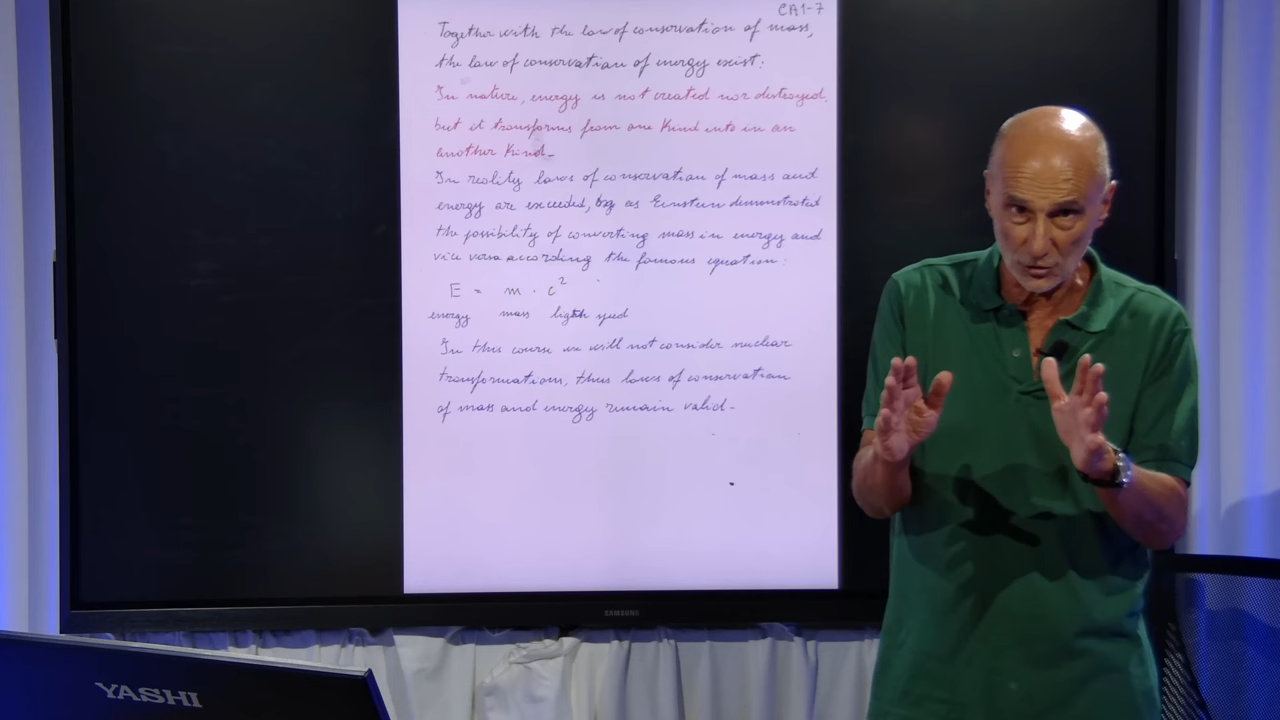 CA1-7
Together with the law of conservation of mass,
the law of conservation of energy exist:
In nature, energy is not created nor destroyed,
but it transforms from one kind into in an
another kind-
In reality laws of conservation of mass and
energy are exceeded, as Einstein demonstrated
the possibility of converting mass in energy and
vice versa according the famous equation:
E = m · c²
energy mass light
In this course we will not consider nuclear
transformation, thus laws of conservation
of mass and energy remain valid-
SAMSUNG
YASHI